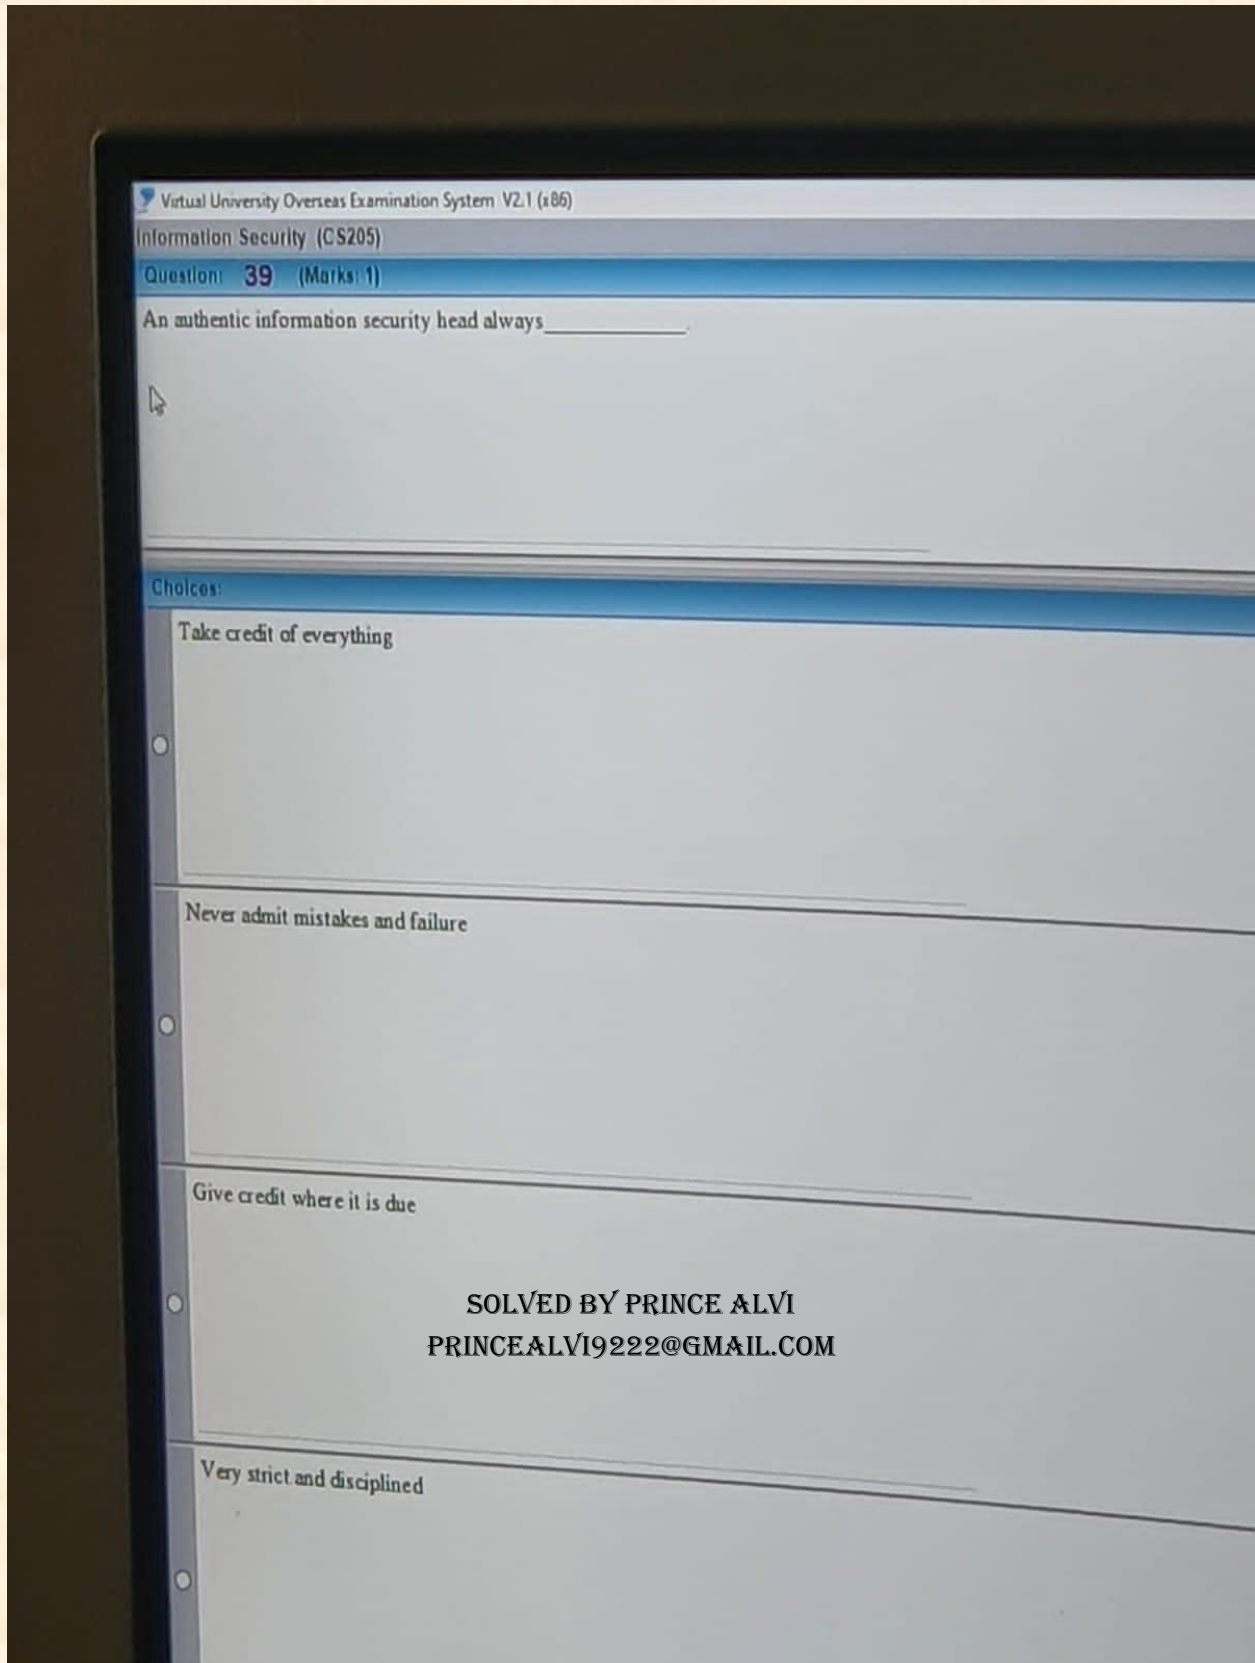 Virtual University Overseas Examination System V2.1 (x86)
Information Security (CS205)
Question: 39 (Marks: 1)
An authentic information security head always____________.
Choices:
Take credit of everything
Never admit mistakes and failure
Give credit where it is due
SOLVED BY PRINCE ALVI
PRINCEALVI9222@GMAIL.COM
Very strict and disciplined